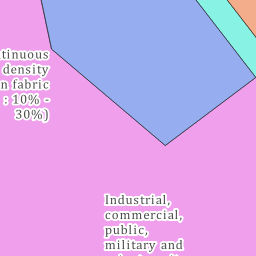 tinuous
density
n fabric
: 10% -
30%)
Industrial,
commercial,
public,
military and